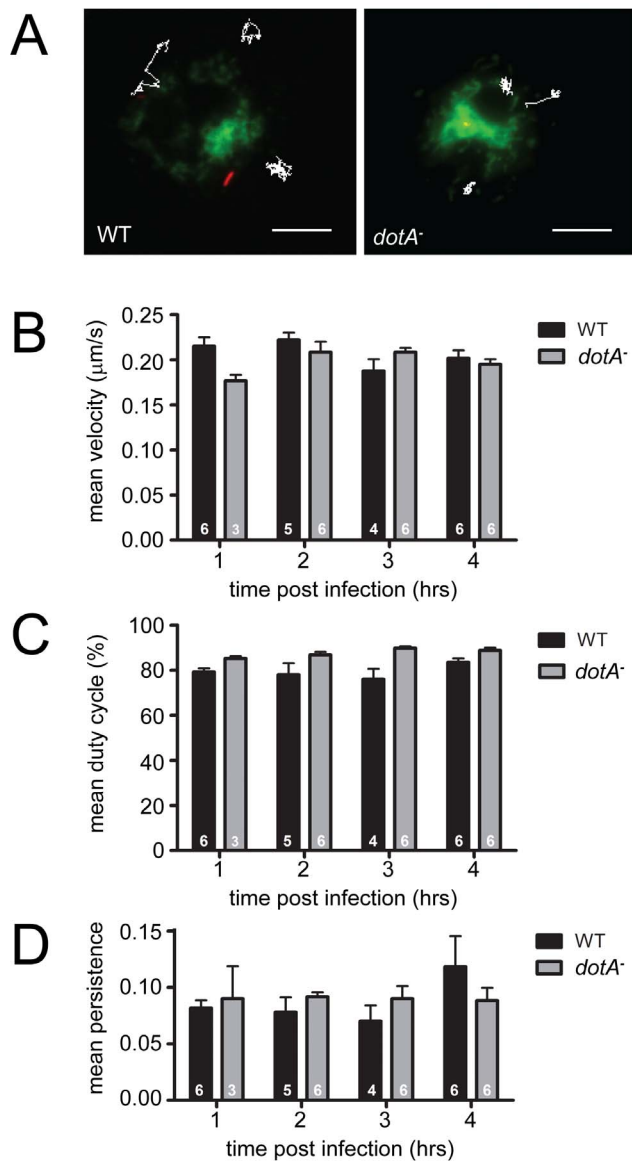 A
WT
dotA-
B
mean velocity (μm/s)
0.25
0.20
0.15
0.10
0.05
0.00
6 3 5 6 4 6 6 6
1 2 3 4
time post infection (hrs)
WT
dotA-
C
mean duty cycle (%)
100
80
60
40
20
0
6 3 5 6 4 6 6 6
1 2 3 4
time post infection (hrs)
WT
dotA-
D
mean persistence
0.15
0.10
0.05
0.00
6 3 5 6 4 6 6 6
1 2 3 4
time post infection (hrs)
WT
dotA-